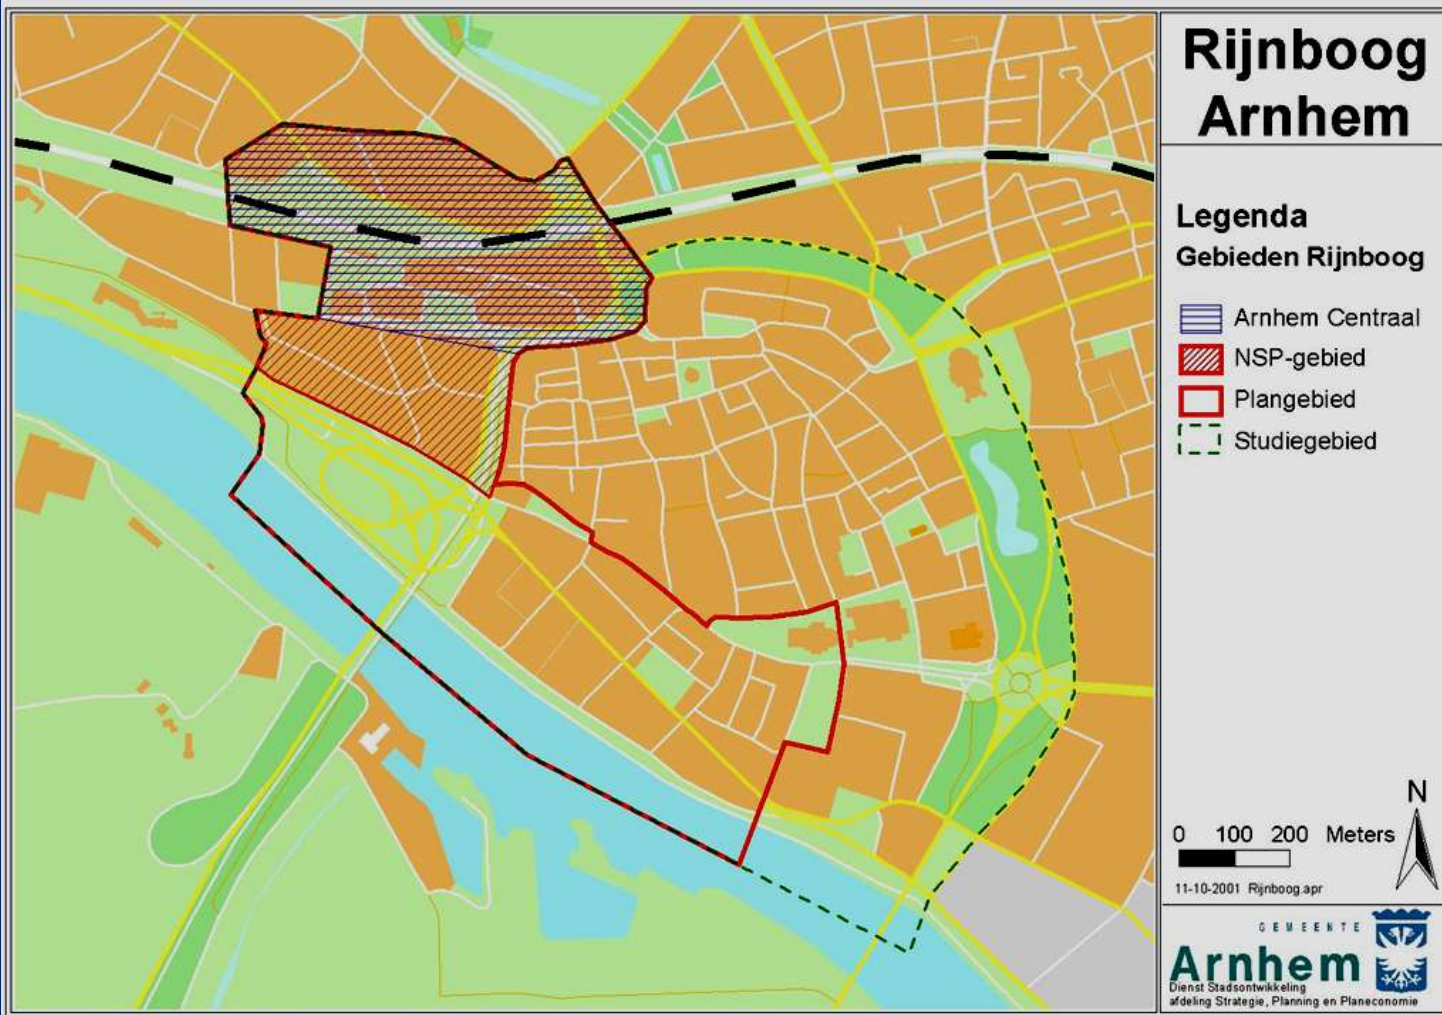 Rijnboog
Arnhem
Legenda
Gebieden Rijnboog
Arnhem Centraal
NSP-gebied
Plangebied
Studiegebied
N
0 100 200 Meters
11-10-2001 Rijnboog.apr
GEMEENTE
Arnhem
Dienst Stadsontwikkeling
afdeling Strategie, Planning en Planeconomie